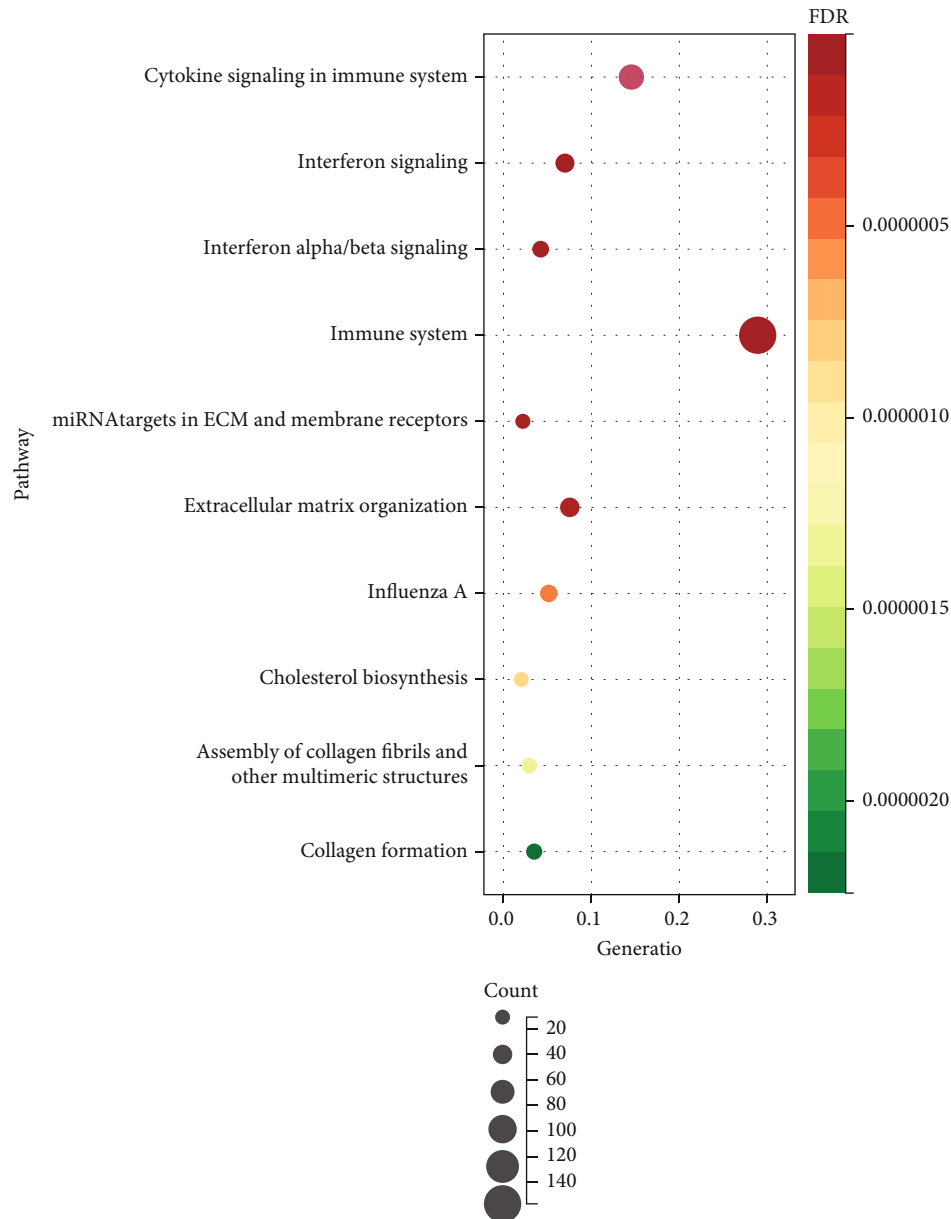 FDR
Cytokine signaling in immune system
Interferon signaling
Interferon alpha/beta signaling
Immune system
miRNAtargets in ECM and membrane receptors
Extracellular matrix organization
Influenza A
Cholesterol biosynthesis
Assembly of collagen fibrils and
other multimeric structures
Collagen formation
Pathway
0.0000005
0.0000010
0.0000015
0.0000020
0.0 0.1 0.2 0.3
Generatio
Count
20
40
60
80
100
120
140